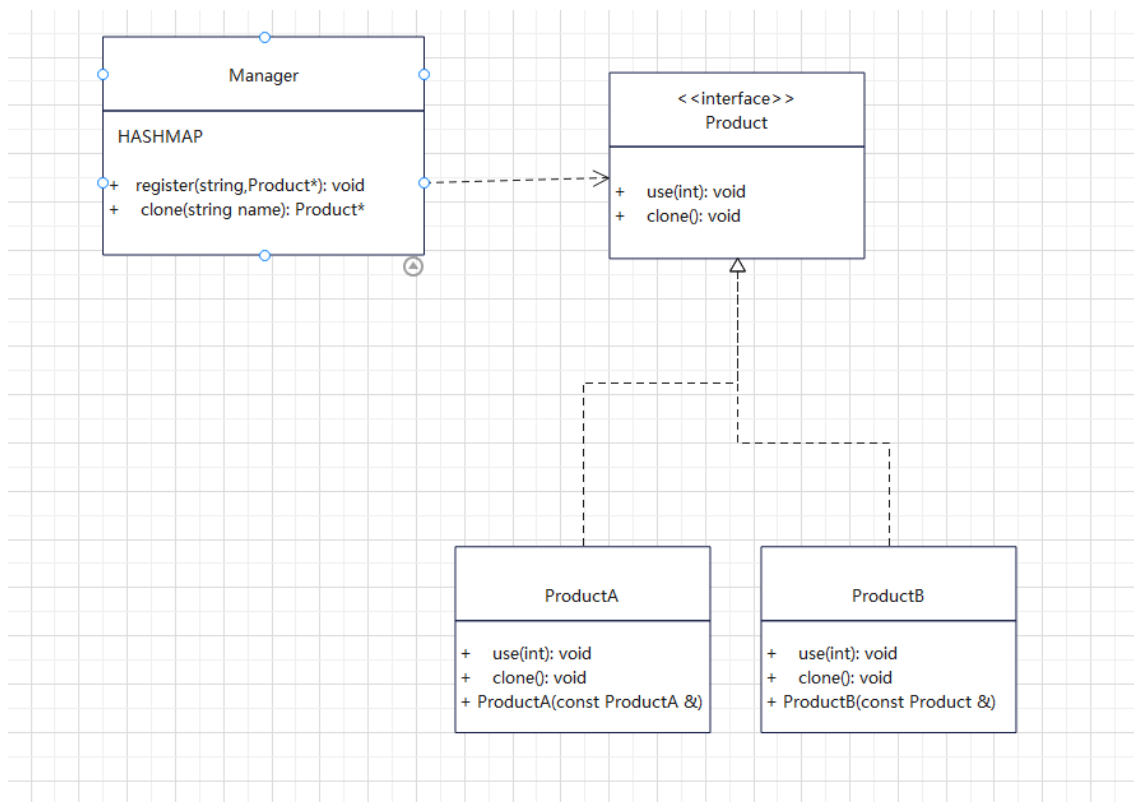 Manager
HASHMAP
+ register(string,Product*): void
+ clone(string name): Product*
<<interface>>
Product
+ use(int): void
+ clone(): void
ProductA
+ use(int): void
+ clone(): void
+ ProductA(const ProductA &)
ProductB
+ use(int): void
+ clone(): void
+ ProductB(const Product &)